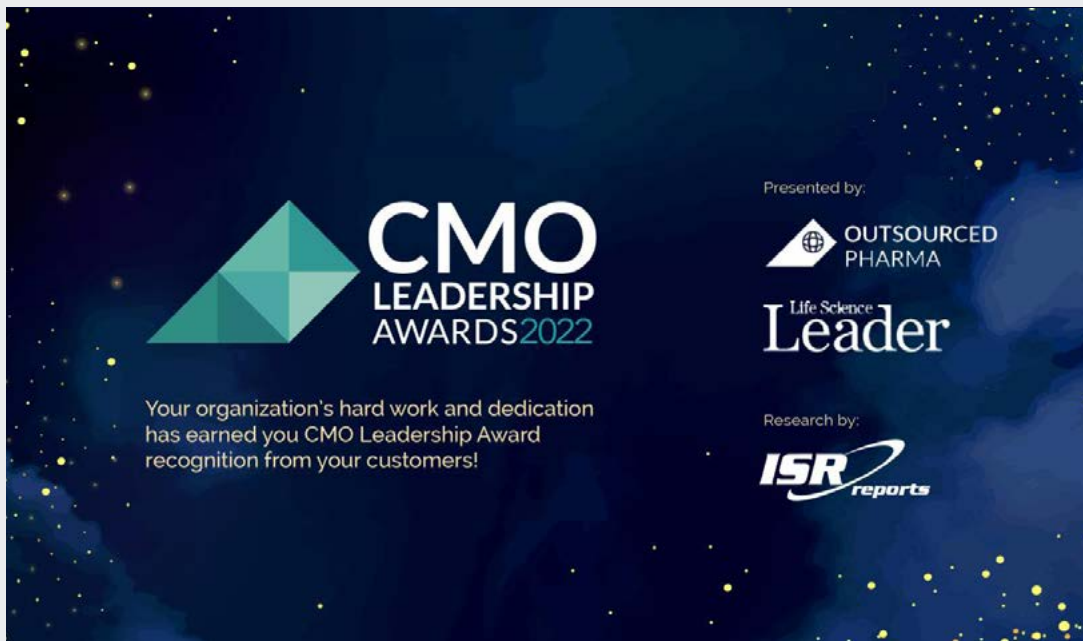 CMO
LEADERSHIP
AWARDS2022
Your organization's hard work and dedication
has earned you CMO Leadership Award
recognition from your customers!
Presented by:
OUTSOURCED
PHARMA
Life Science
Leader
Research by:
ISR
reports